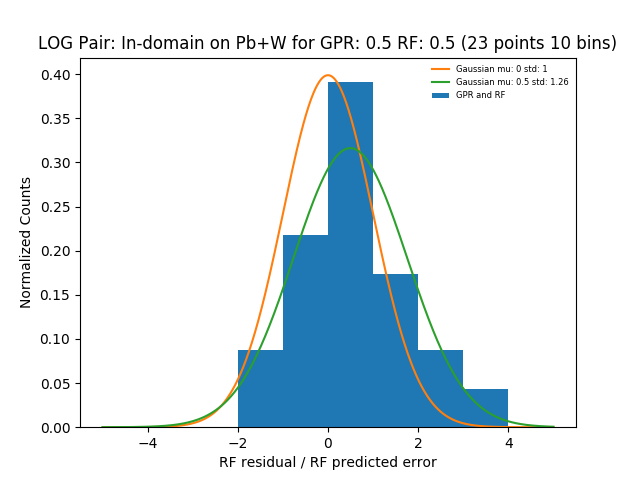 LOG Pair: In-domain on Pb+W for GPR: 0.5 RF: 0.5 (23 points 10 bins)
Gaussian mu: 0 std: 1
Gaussian mu: 0.5 std: 1.26
GPR and RF
Normalized Counts
0.40
0.35
0.30
0.25
0.20
0.15
0.10
0.05
0.00
−4
−2
0
2
4
RF residual / RF predicted error